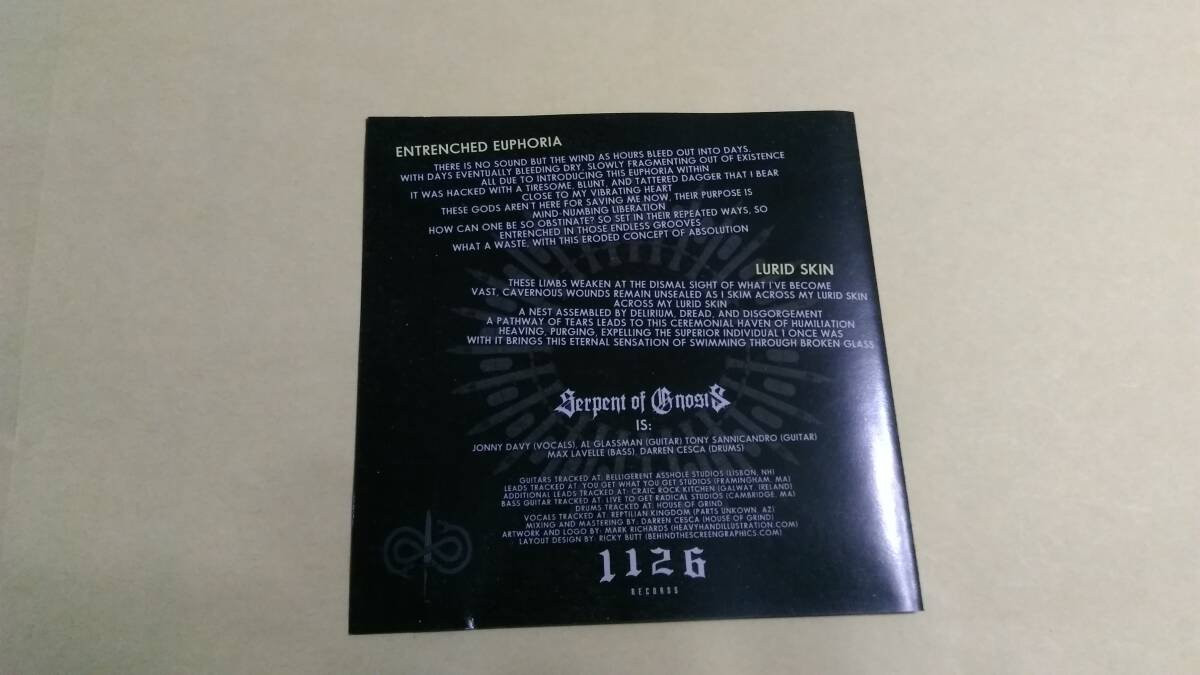 ENTRENCHED EUPHORIA
THERE IS NO SOUND BUT THE WIND AS HOURS BLEED OUT INTO DAYS,
WITH DAYS EVENTUALLY BLEEDING DRY, SLOWLY FRAGMENTING OUT OF EXISTENCE
ALL DUE TO INTRODUCING THIS EUPHORIA WITHIN
IT WAS HACKED WITH A TIRESOME, BLUNT, AND TATTERED DAGGER THAT I BEAR
CLOSE TO MY VIBRATING HEART
THESE GODS AREN'T HERE FOR SAVING ME NOW, THEIR PURPOSE IS
MIND-NUMBING LIBERATION
HOW CAN ONE BE SO OBSTINATE? SO SET IN THEIR REPEATED WAYS, SO
ENTRENCHED IN THOSE ENDLESS GROOVES
WHAT A WASTE, WITH THIS ERODED CONCEPT OF ABSOLUTION
LURID SKIN
THESE LIMBS WEAKEN AT THE DISMAL SIGHT OF WHAT I'VE BECOME
VAST, CAVERNOUS WOUNDS REMAIN UNSEALED AS I SKIM ACROSS MY LURID SKIN
ACROSS MY LURID SKIN
A NEST ASSEMBLED BY DELIRIUM, DREAD, AND DISGORGEMENT
A PATHWAY OF TEARS LEADS TO THIS CEREMONIAL HAVEN OF HUMILIATION
HEAVING, PURGING, EXPELLING THE SUPERIOR INDIVIDUAL I ONCE WAS
WITH IT BRINGS THIS ETERNAL SENSATION OF SWIMMING THROUGH BROKEN GLASS
Serpent of GnosiS
IS:
JONNY DAVY (VOCALS), AL GLASSMAN (GUITAR) TONY SANNICANDRO (GUITAR)
MAX LAVELLE (BASS), DARREN CESCA (DRUMS)
GUITARS TRACKED AT: BELLIGERENT ASSHOLE STUDIOS (LISBON, NH)
LEADS TRACKED AT: YOU GET WHAT YOU GET STUDIOS (FRAMINGHAM, MA)
ADDITIONAL LEADS TRACKED AT: CRAIC ROCK KITCHEN (GALWAY, IRELAND)
BASS GUITAR TRACKED AT: LIVE TO GET RADICAL STUDIOS (CAMBRIDGE, MA)
DRUMS TRACKED AT: HOUSE OF GRIND
VOCALS TRACKED AT: REPTILIAN KINGDOM (PARTS UNKOWN, AZ)
MIXING AND MASTERING BY: DARREN CESCA (HOUSE OF GRIND)
ARTWORK AND LOGO BY: MARK RICHARDS (HEAVYHANDILLUSTRATION.COM)
LAYOUT DESIGN BY: RICKY BUTT (BEHINDTHESCREENGRAPHICS.COM)
1126
RECORDS